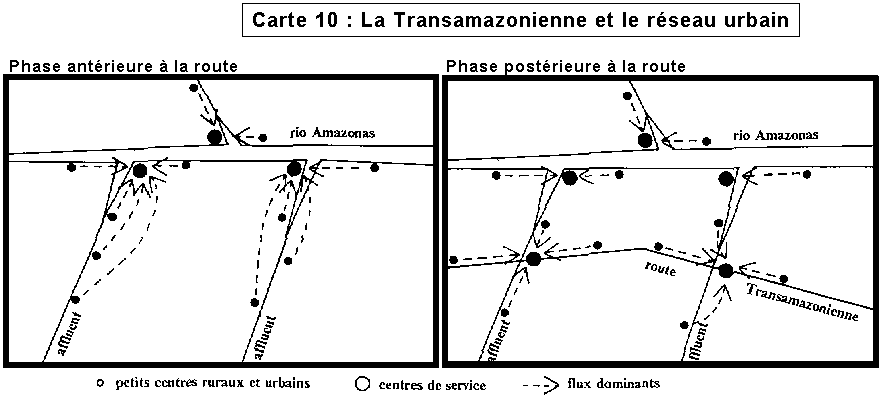 Carte 10 : La Transamazonienne et le réseau urbain
Phase antérieure à la route
rio Amazonas
affluent
affluent
Phase postérieure à la route
rio Amazonas
route
Transamazonienne
affluent
ffluent
petits centres ruraux et urbains
centres de service
flux dominants